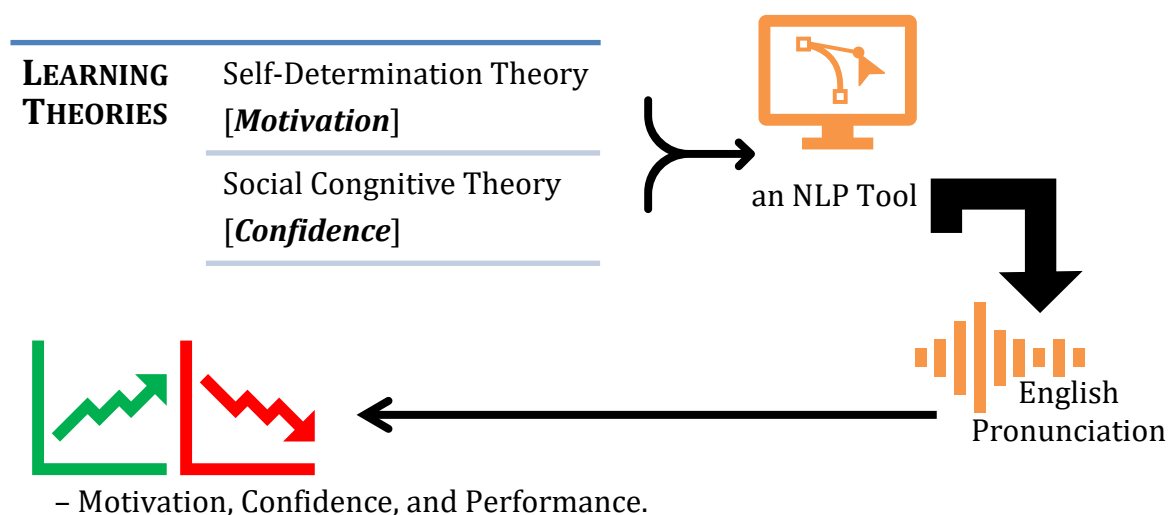 LEARNING
THEORIES
Self-Determination Theory
[Motivation]
Social Congnitive Theory
[Confidence]
an NLP Tool
English
Pronunciation
– Motivation, Confidence, and Performance.